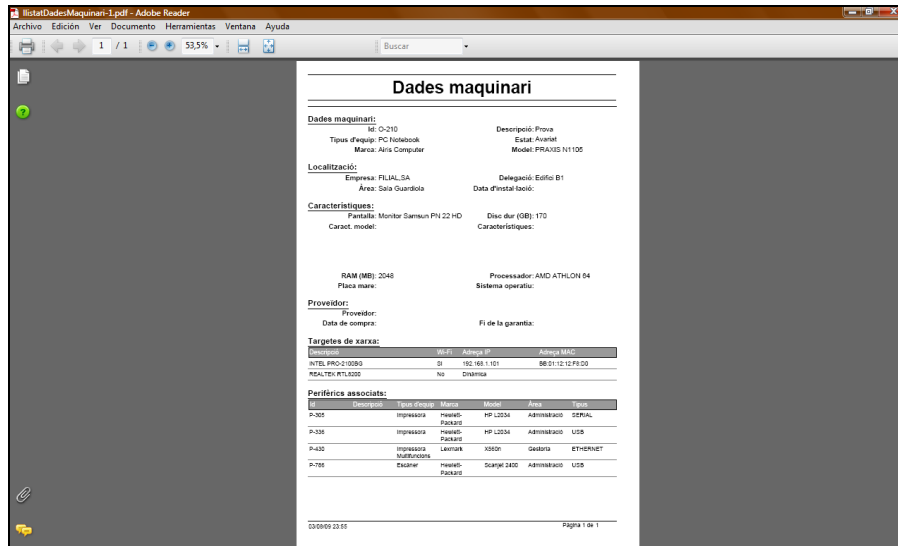 llistatDadesMaquinari-1.pdf - Adobe Reader
Archivo Edición Ver Documento Herramientas Ventana Ayuda
1 / 1 53,5% Buscar
Dades maquinari
Dades maquinari:
Id: O-210 Descripció: Prova
Tipus d'equip: PC Notebook Estat: Avariat
Marca: Airis Computer Model: PRAXIS N1106
Localització:
Empresa: FILIAL,SA Delegació: Edifici B1
Àrea: Sala Guardiola Data d'instal·lació:
Característiques:
Pantalla: Monitor Samsun PN 22 HD Disc dur (GB): 170
Caract. model: Característiques:
RAM (MB): 2048 Processador: AMD ATHLON 64
Placa mare: Sistema operatiu:
Proveïdor:
Proveïdor:
Data de compra: Fi de la garantia:
Targetes de xarxa:
Descripció Wi-Fi Adreça IP Adreça MAC
INTEL PRO-2100BG Sí 192.168.1.101 BB:01:12:12:F8:D0
REALTEK RTL8200 No Dinàmica
Perifèrics associats:
Id Descripció Tipus d'equip Marca Model Àrea Tipus
P-305 Impressora Hewlett-Packard HP L2034 Administració SERIAL
P-336 Impressora Hewlett-Packard HP L2034 Administració USB
P-430 Impressora Multifuncions Lexmark X560n Gestoria ETHERNET
P-786 Escàner Hewlett-Packard Scanjet 2400 Administració USB
03/09/09 23:55 Pàgina 1 de 1